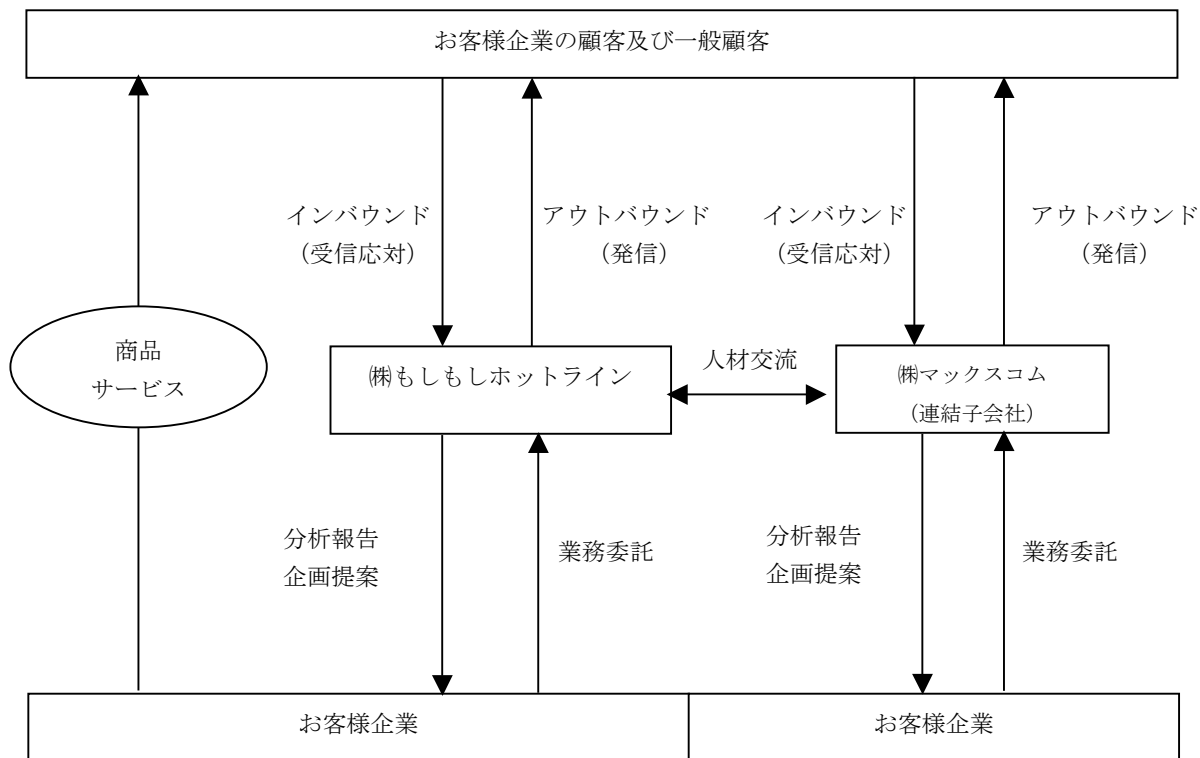 お客様企業の顧客及び一般顧客
インバウンド
(受信応対)
アウトバウンド
(発信)
インバウンド
(受信応対)
アウトバウンド
(発信)
商品
サービス
㈱もしもしホットライン
人材交流
㈱マックスコム
(連結子会社)
分析報告
企画提案
業務委託
分析報告
企画提案
業務委託
お客様企業
お客様企業